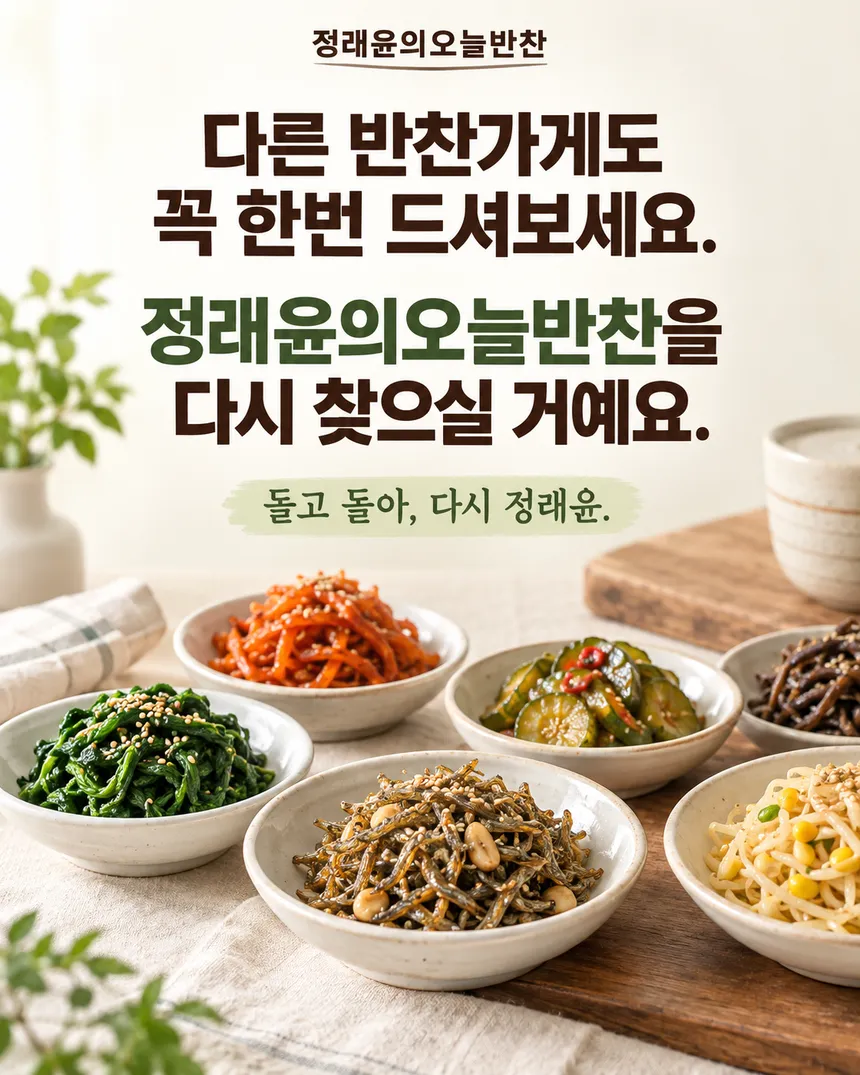 정래윤의오늘반찬
다른 반찬가게도
꼭 한번 드셔보세요.
정래윤의오늘반찬을
다시 찾으실 거예요.
돌고 돌아, 다시 정래윤.